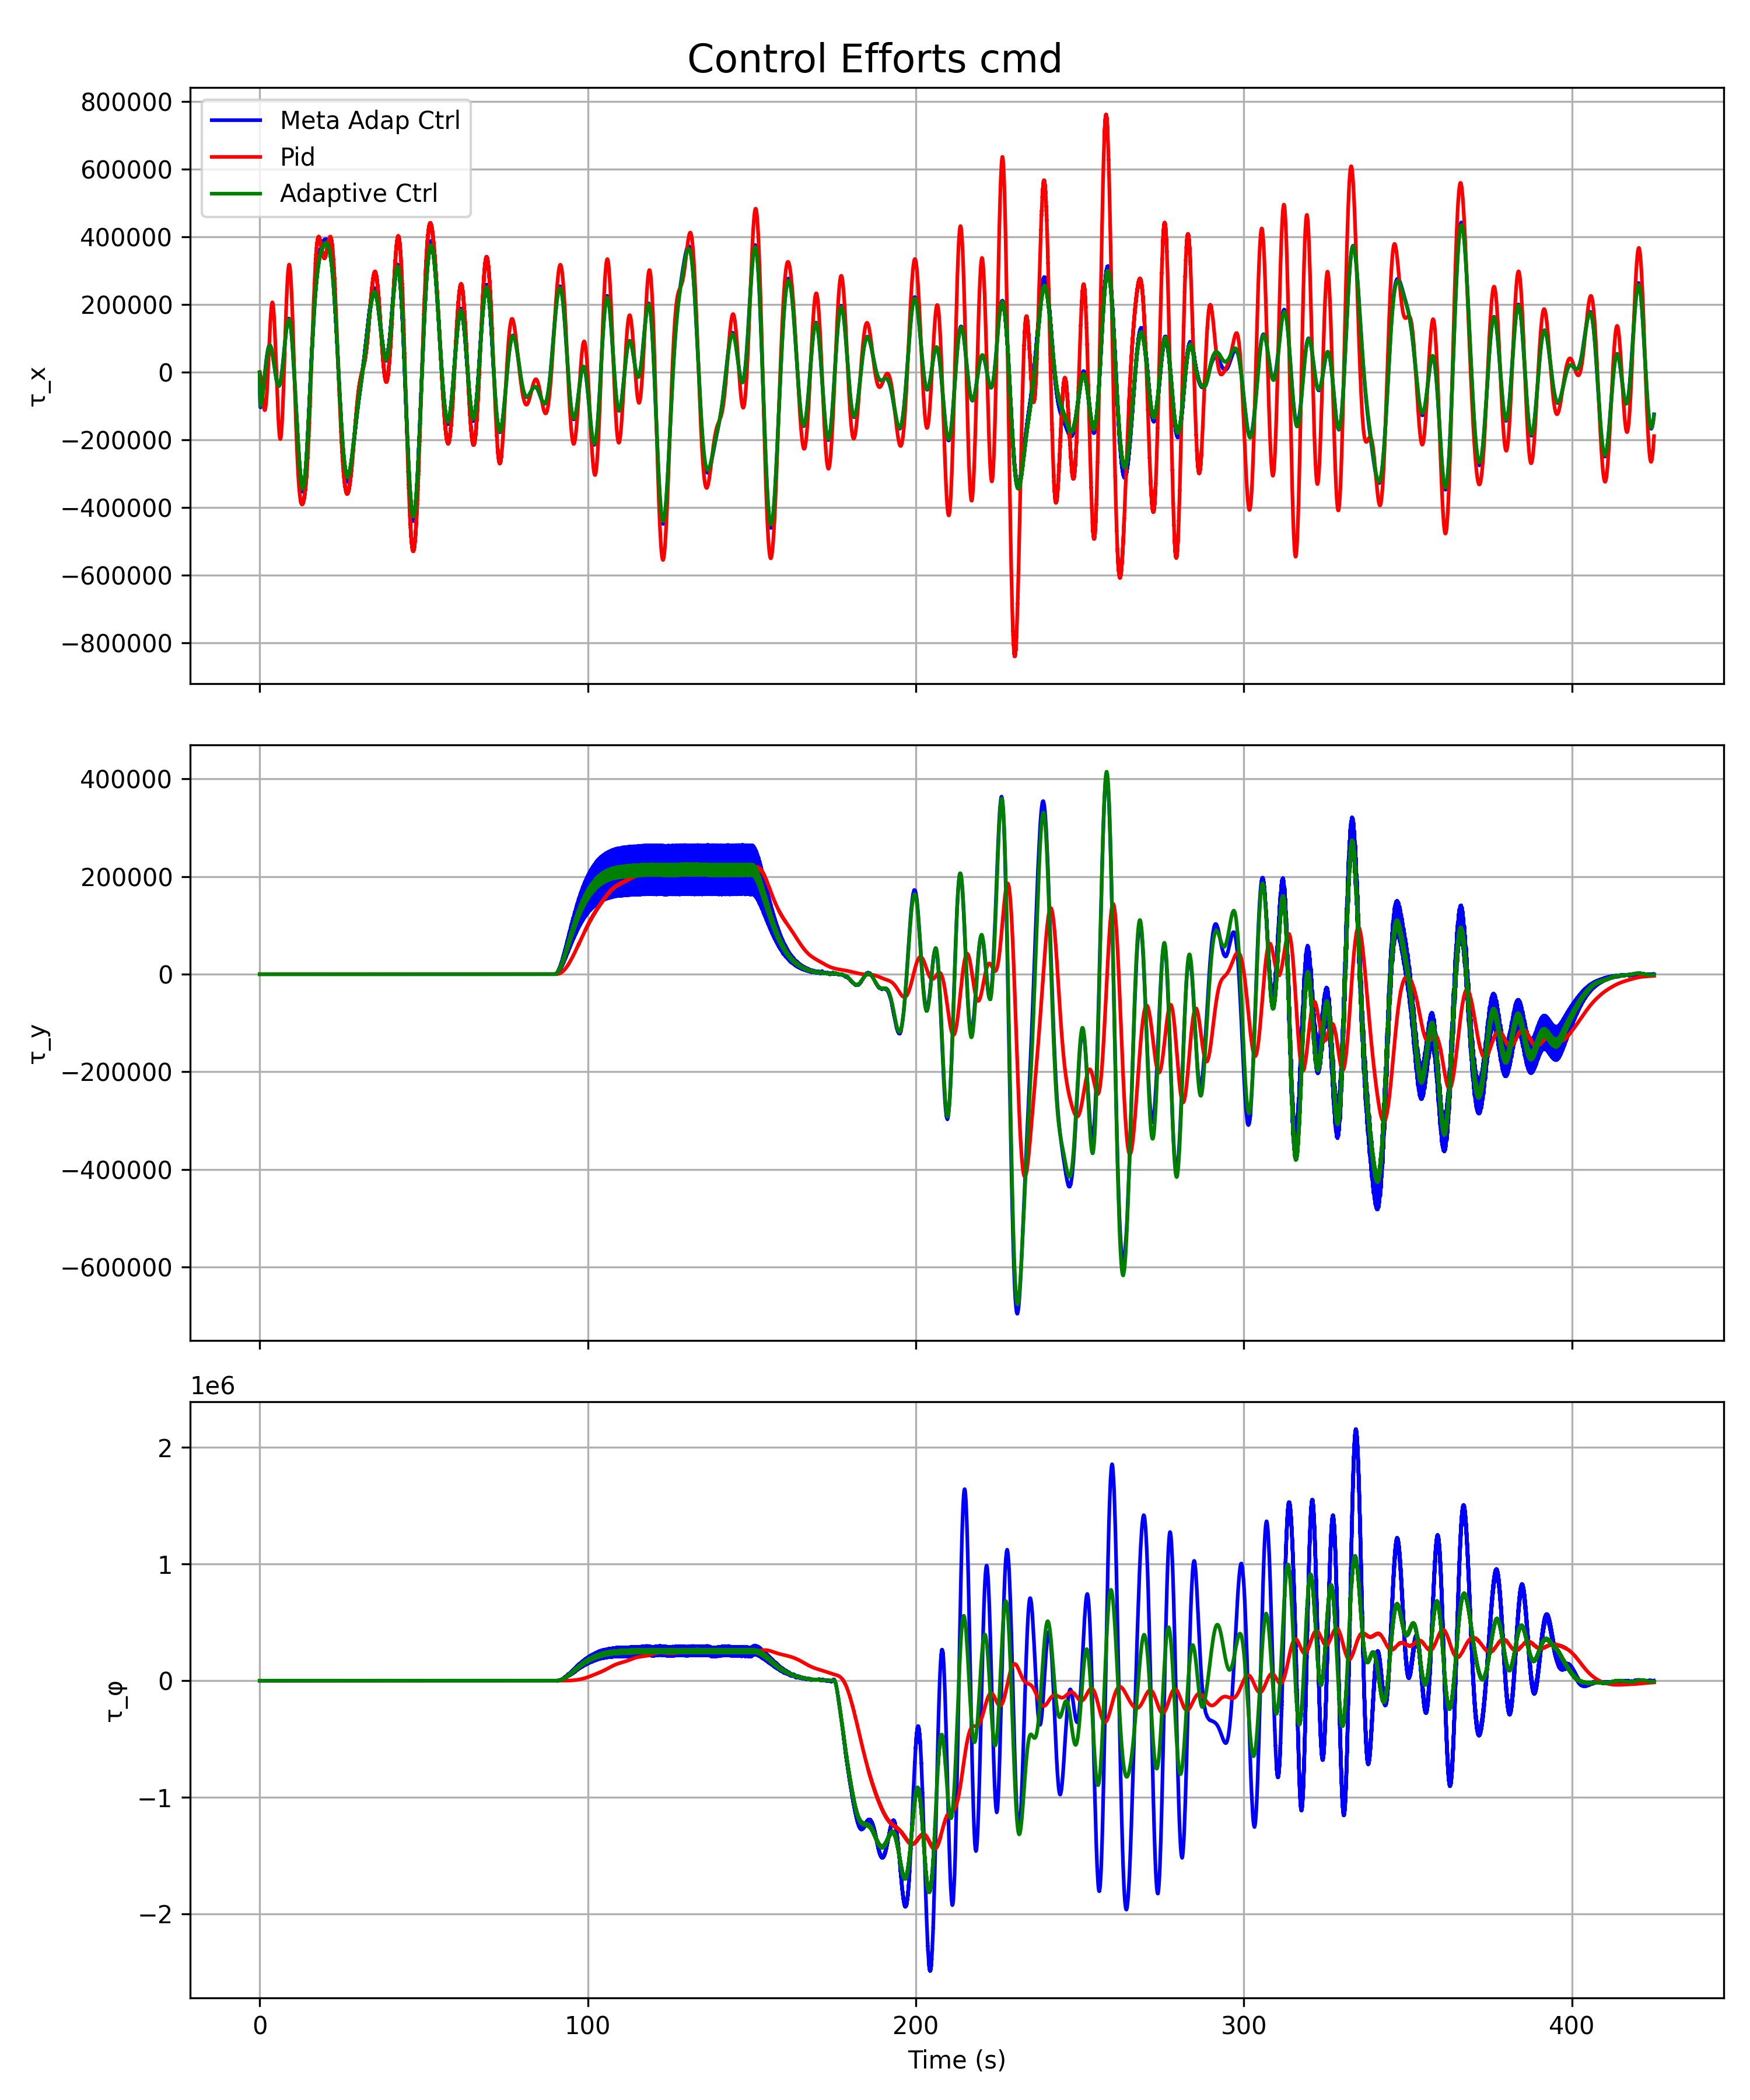 Control Efforts cmd
800000
600000
400000
200000
0
−200000
−400000
−600000
−800000
τ_x
Meta Adap Ctrl
Pid
Adaptive Ctrl
400000
200000
0
−200000
−400000
−600000
τ_y
1e6
2
1
0
−1
−2
τ_φ
0 100 200 300 400
Time (s)